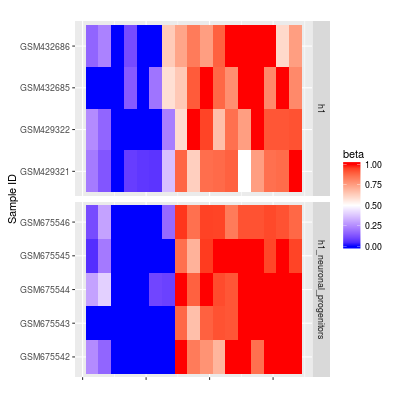 GSM432686
GSM432685
GSM429322
GSM429321
h1
GSM675546
GSM675545
GSM675544
GSM675543
GSM675542
h1_neuronal_progenitors
Sample ID
beta
1.00
0.75
0.50
0.25
0.00